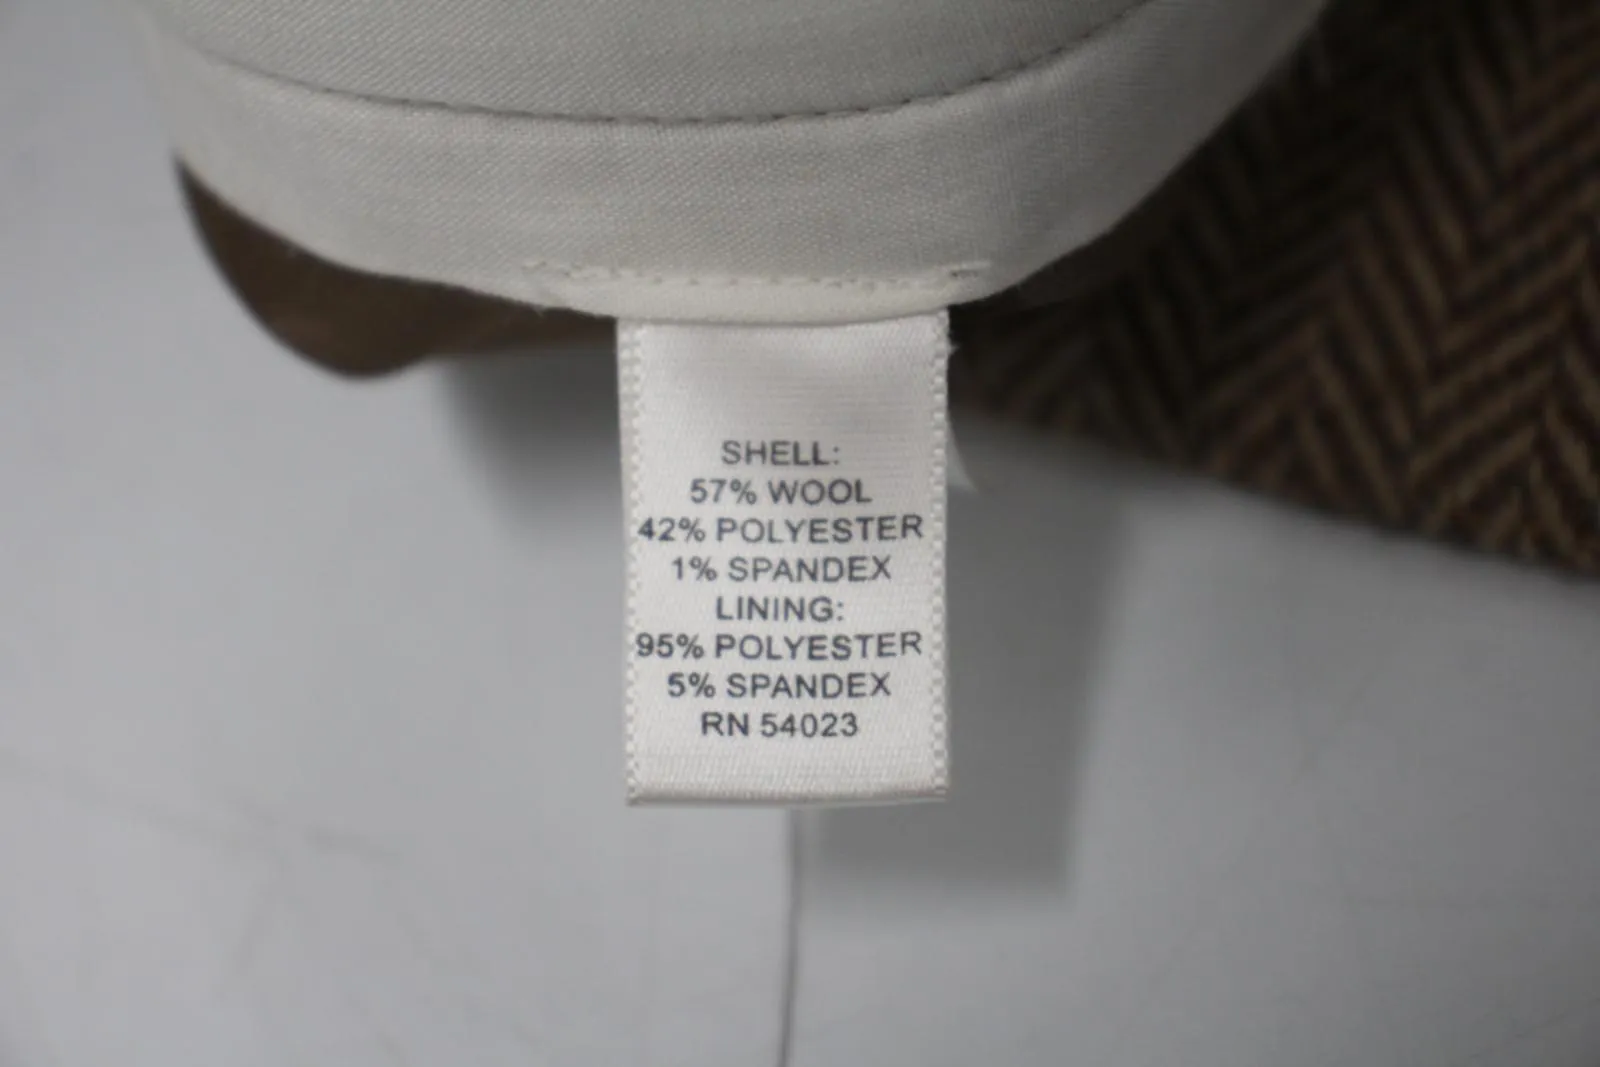 SHELL:
57% WOOL
42% POLYESTER
1% SPANDEX
LINING:
95% POLYESTER
5% SPANDEX
RN 54023